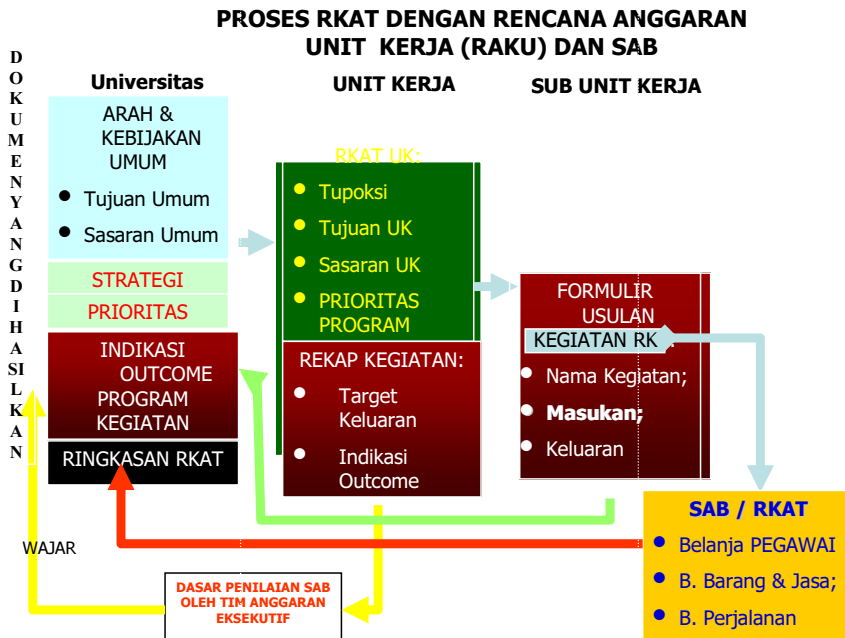 PROSES RKAT DENGAN RENCANA ANGGARAN
UNIT KERJA (RAKU) DAN SAB
D
O
K
U
M
E
N
Y
A
N
G
D
I
H
A
SI
L
K
A
N
Universitas
ARAH &
KEBIJAKAN
UMUM
Tujuan Umum
Sasaran Umum
STRATEGI
PRIORITAS
INDIKASI
OUTCOME
PROGRAM
KEGIATAN
RINGKASAN RKAT
UNIT KERJA
RKAT UK:
Tupoksi
Tujuan UK
Sasaran UK
PRIORITAS
PROGRAM
REKAP KEGIATAN:
Target
Keluaran
Indikasi
Outcome
SUB UNIT KERJA
FORMULIR
USULAN
KEGIATAN RK
Nama Kegiatan;
Masukan;
Keluaran
SAB / RKAT
Belanja PEGAWAI
B. Barang & Jasa;
B. Perjalanan
WAJAR
DASAR PENILAIAN SAB
OLEH TIM ANGGARAN
EKSEKUTIF